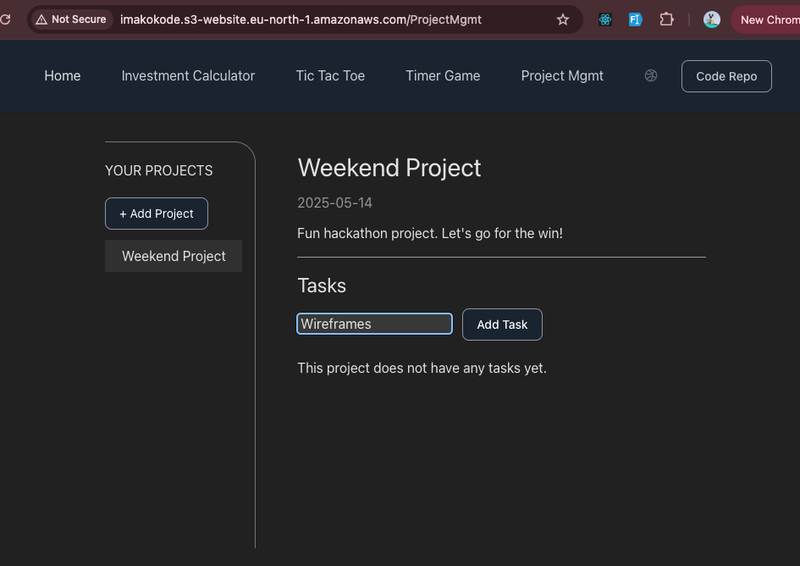 Not Secure imakokode.s3-website.eu-north-1.amazonaws.com/ProjectMgmt New Chrom
Home Investment Calculator Tic Tac Toe Timer Game Project Mgmt Code Repo
YOUR PROJECTS
+ Add Project
Weekend Project
Weekend Project
2025-05-14
Fun hackathon project. Let's go for the win!
Tasks
Wireframes Add Task
This project does not have any tasks yet.